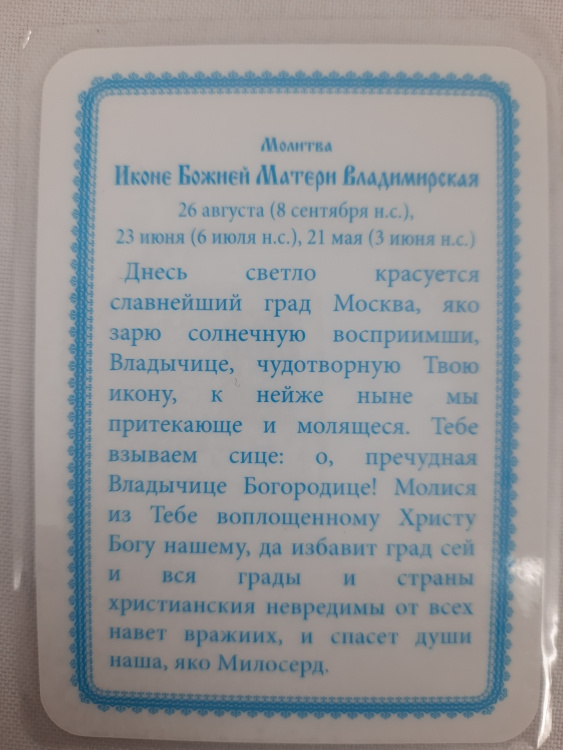 Молитва
Иконе Божией Матери Владимирская
26 августа (8 сентября н.с.),
23 июня (6 июля н.с.), 21 мая (3 июня н.с.)
Днесь светло красуется
славнейший град Москва, яко
зарю солнечную восприимши,
Владычице, чудотворную Твою
икону, к нейже ныне мы
притекающе и молящеся. Тебе
взываем сице: о, пречудная
Владычице Богородице! Молися
из Тебе воплощенному Христу
Богу нашему, да избавит град сей
и вся грады и страны
христианския невредимы от всех
навет вражиих, и спасет души
наша, яко Милосерд.